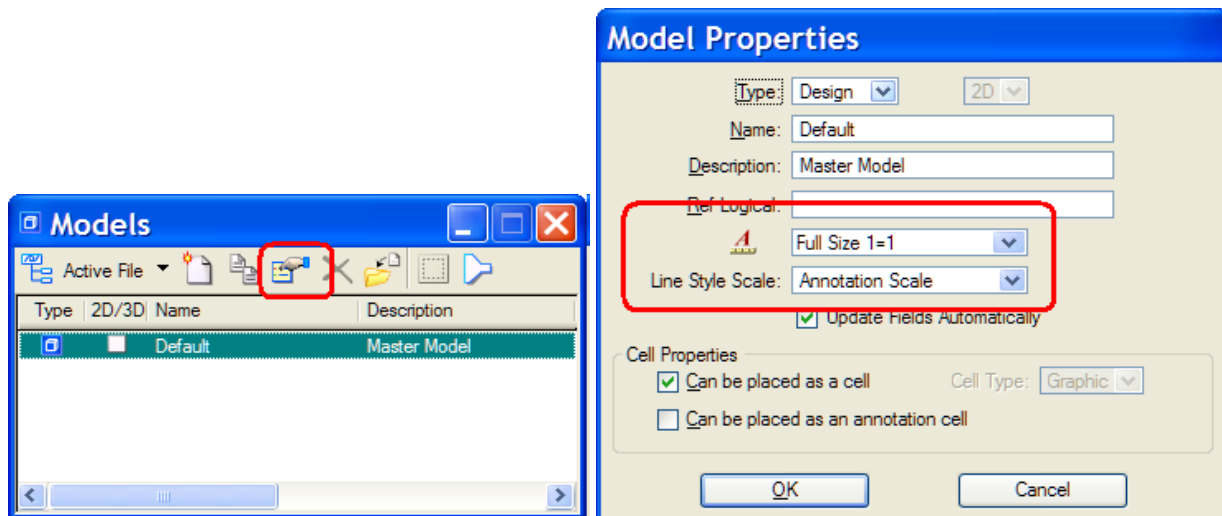 Models
Active File
Type 2D/3D Name Description
Default Master Model
Model Properties
Type: Design 2D
Name: Default
Description: Master Model
Ref Logical:
A Full Size 1=1
Line Style Scale: Annotation Scale
Update Fields Automatically
Cell Properties
Can be placed as a cell Cell Type: Graphic
Can be placed as an annotation cell
OK Cancel